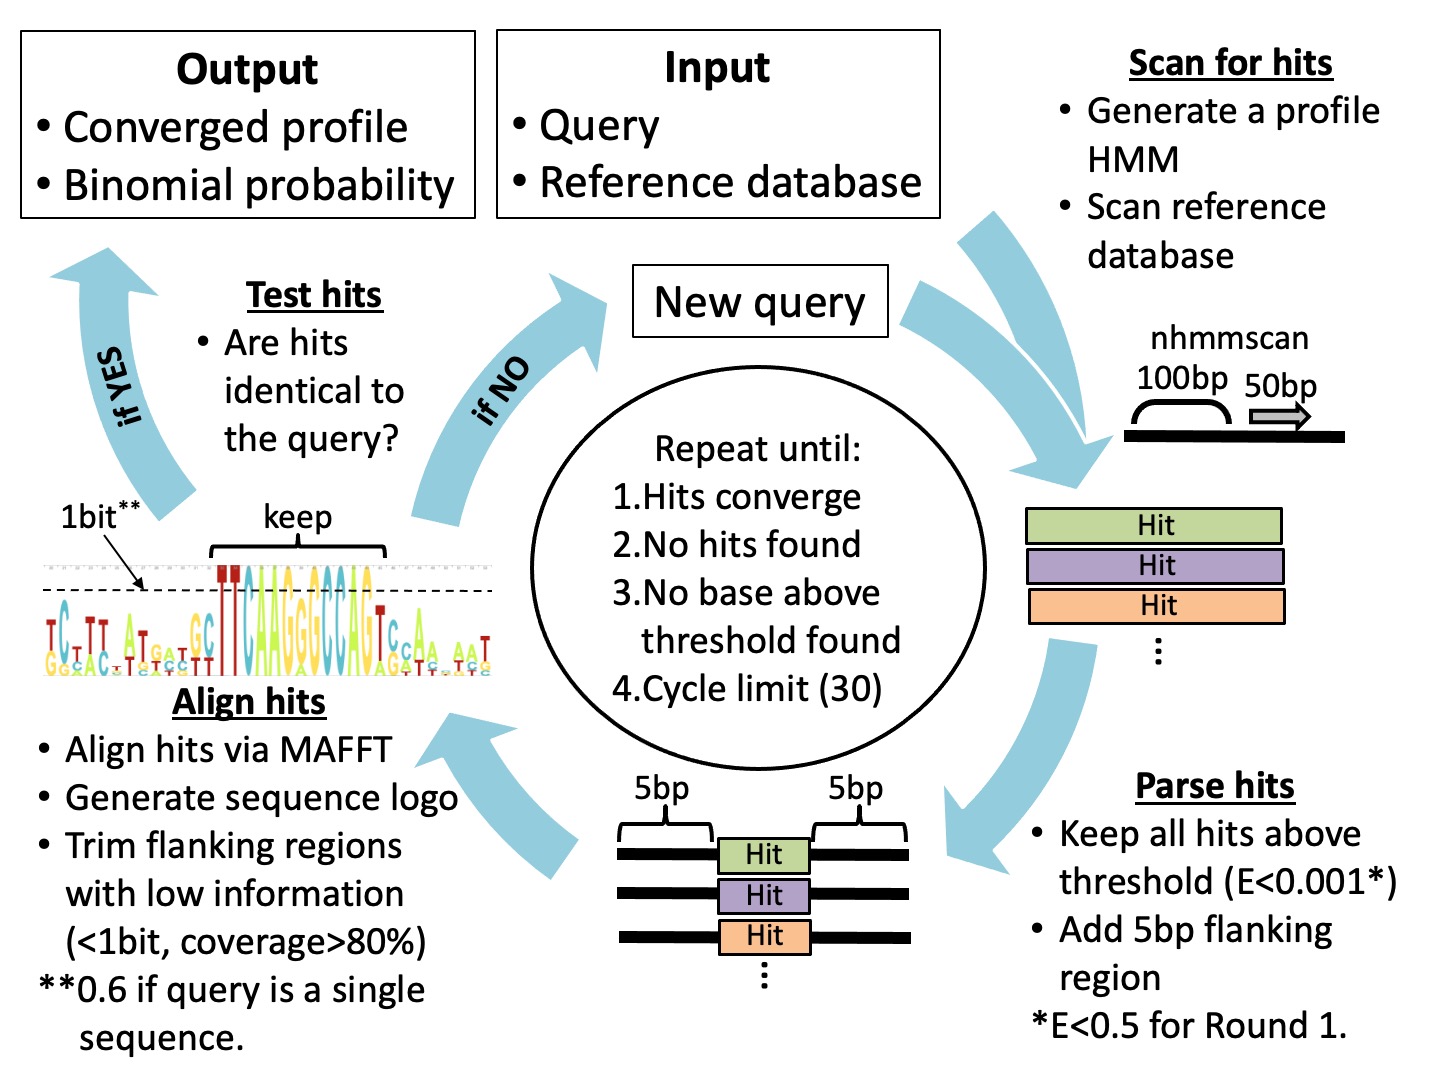 Output
• Converged profile
• Binomial probability
Input
• Query
• Reference database
Scan for hits
• Generate a profile
HMM
• Scan reference
database
nhmmscan
100bp 50bp
New query
Test hits
• Are hits
identical to
the query?
if YES
if NO
Repeat until:
1.Hits converge
2.No hits found
3.No base above
threshold found
4.Cycle limit (30)
Hit
Hit
Hit
⋮
Parse hits
• Keep all hits above
threshold (E<0.001*)
• Add 5bp flanking
region
*E<0.5 for Round 1.
5bp 5bp
Hit
Hit
Hit
⋮
1bit**
keep
TTCAAGGGCCAG
Align hits
• Align hits via MAFFT
• Generate sequence logo
• Trim flanking regions
with low information
(<1bit, coverage>80%)
**0.6 if query is a single
sequence.